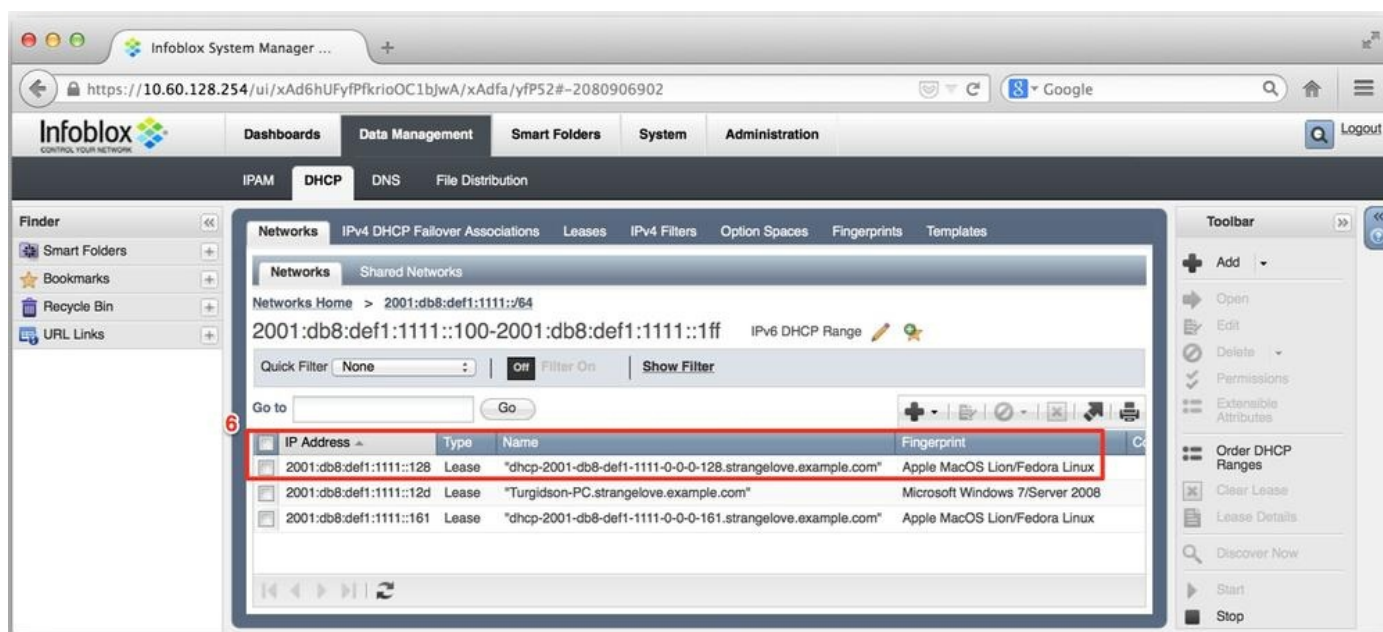 Infoblox System Manager ...
https://10.60.128.254/ui/xAd6hUFyfPfkrioOC1bJwA/xAdfa/yfP52#-2080906902
Google
Infoblox
CONTROL YOUR NETWORK
Dashboards Data Management Smart Folders System Administration
Logout
IPAM DHCP DNS File Distribution
Finder
Smart Folders
Bookmarks
Recycle Bin
URL Links
Networks IPv4 DHCP Failover Associations Leases IPv4 Filters Option Spaces Fingerprints Templates
Networks Shared Networks
Networks Home > 2001:db8:def1:1111::/64
2001:db8:def1:1111::100-2001:db8:def1:1111::1ff IPv6 DHCP Range
Quick Filter None Off Filter On Show Filter
Go to Go
6
IP Address Type Name Fingerprint
2001:db8:def1:1111::128 Lease "dhcp-2001-db8-def1-1111-0-0-0-128.strangelove.example.com" Apple MacOS Lion/Fedora Linux
2001:db8:def1:1111::12d Lease "Turgidson-PC.strangelove.example.com" Microsoft Windows 7/Server 2008
2001:db8:def1:1111::161 Lease "dhcp-2001-db8-def1-1111-0-0-0-161.strangelove.example.com" Apple MacOS Lion/Fedora Linux
Toolbar
Add
Open
Edit
Delete
Permissions
Extensible
Attributes
Order DHCP
Ranges
Clear Lease
Lease Details
Discover Now
Start
Stop